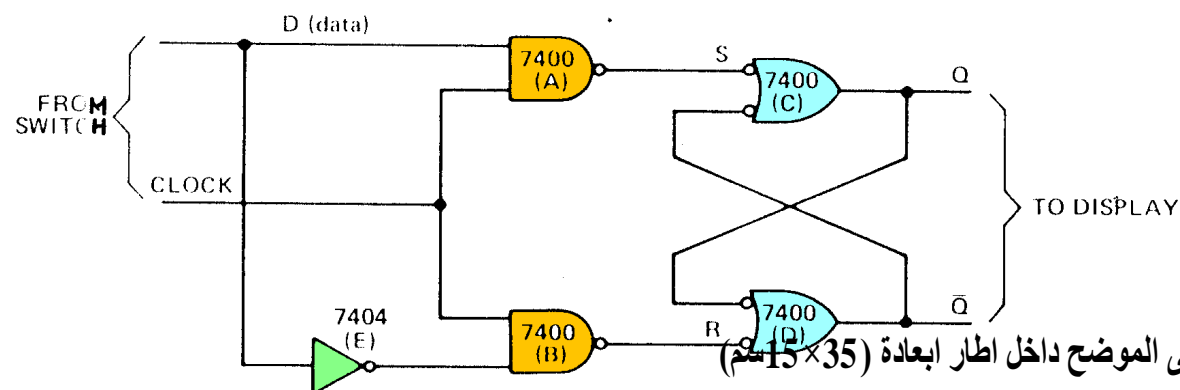 D (data)
7400
(A)
S
7400
(C)
Q
FROM
SWITCH
CLOCK
TO DISPLAY
7404
(E)
7400
(B)
R
7400
(D)
Q̅
الموضح داخل اطار ابعادة (35×15سم)